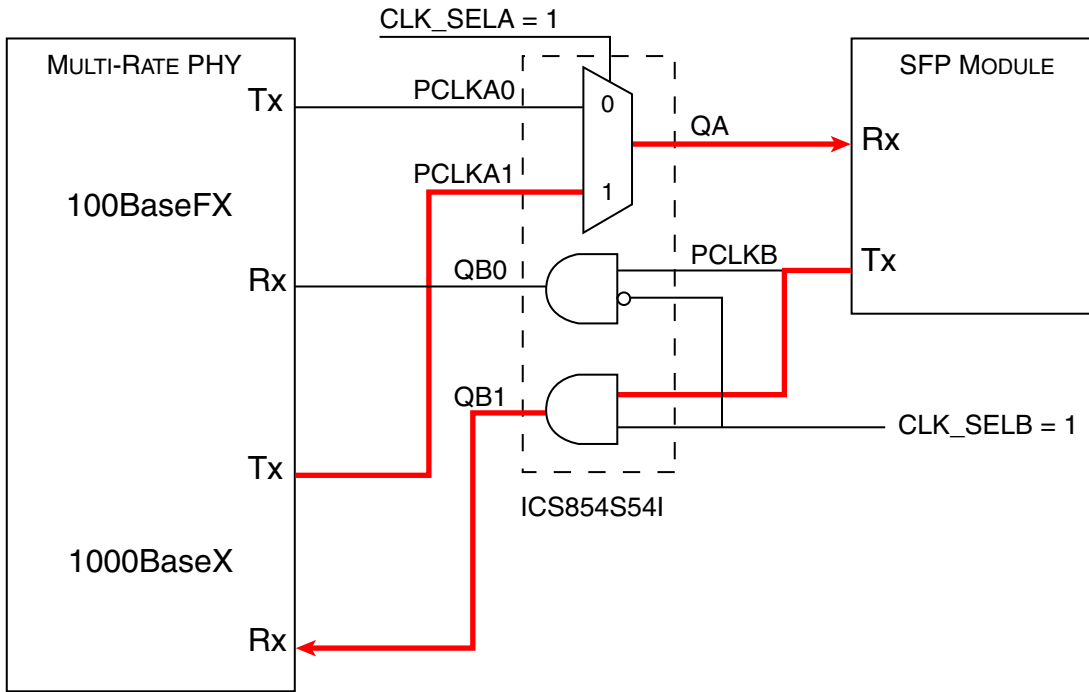 CLK_SELA = 1
MULTI-RATE PHY
SFP MODULE
Tx
PCLKA0
0
QA
Rx
PCLKA1
1
100BaseFX
PCLKB
Tx
Rx
QB0
QB1
CLK_SELB = 1
Tx
ICS854S54I
1000BaseX
Rx